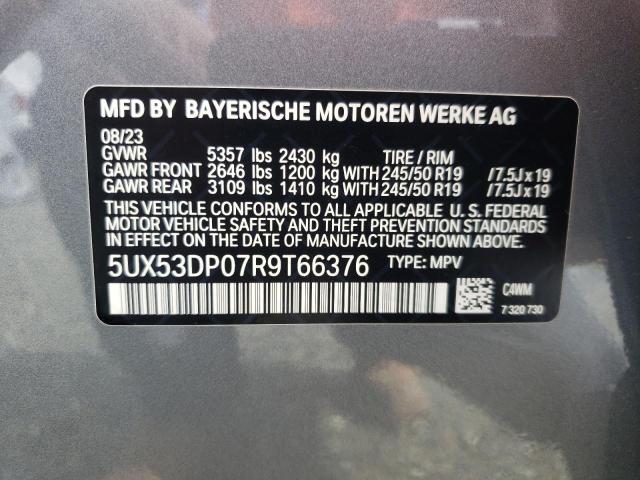 MFD BY BAYERISCHE MOTOREN WERKE AG
08/23
GVWR 5357 lbs 2430 kg TIRE / RIM
GAWR FRONT 2646 lbs 1200 kg WITH 245/50 R19 /7.5J x 19
GAWR REAR 3109 lbs 1410 kg WITH 245/50 R19 /7.5J x 19
THIS VEHICLE CONFORMS TO ALL APPLICABLE U. S. FEDERAL
MOTOR VEHICLE SAFETY, BUMPER AND THEFT PREVENTION STANDARDS
IN EFFECT ON THE DATE OF MANUFACTURE SHOWN ABOVE.
5UX53DP07R9T66376 TYPE: MPV
C4WM
7 320 730